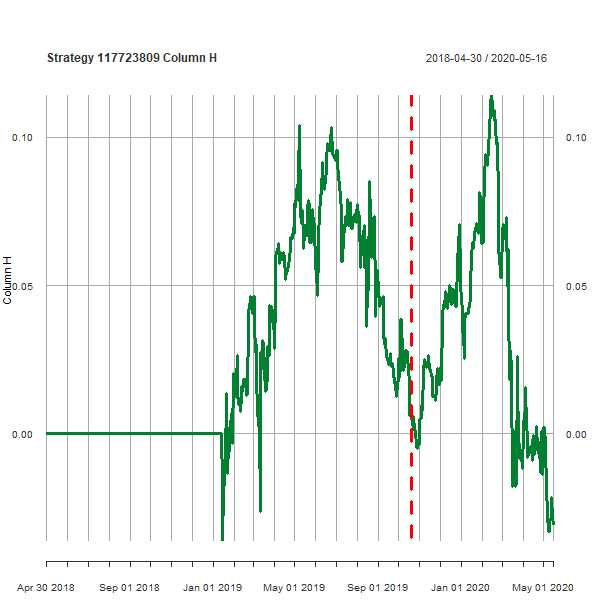 Strategy 117723809 Column H
2018-04-30 / 2020-05-16
0.10
0.10
0.05
0.05
0.00
0.00
Column H
Apr 30 2018
Sep 01 2018
Jan 01 2019
May 01 2019
Sep 01 2019
Jan 01 2020
May 01 2020